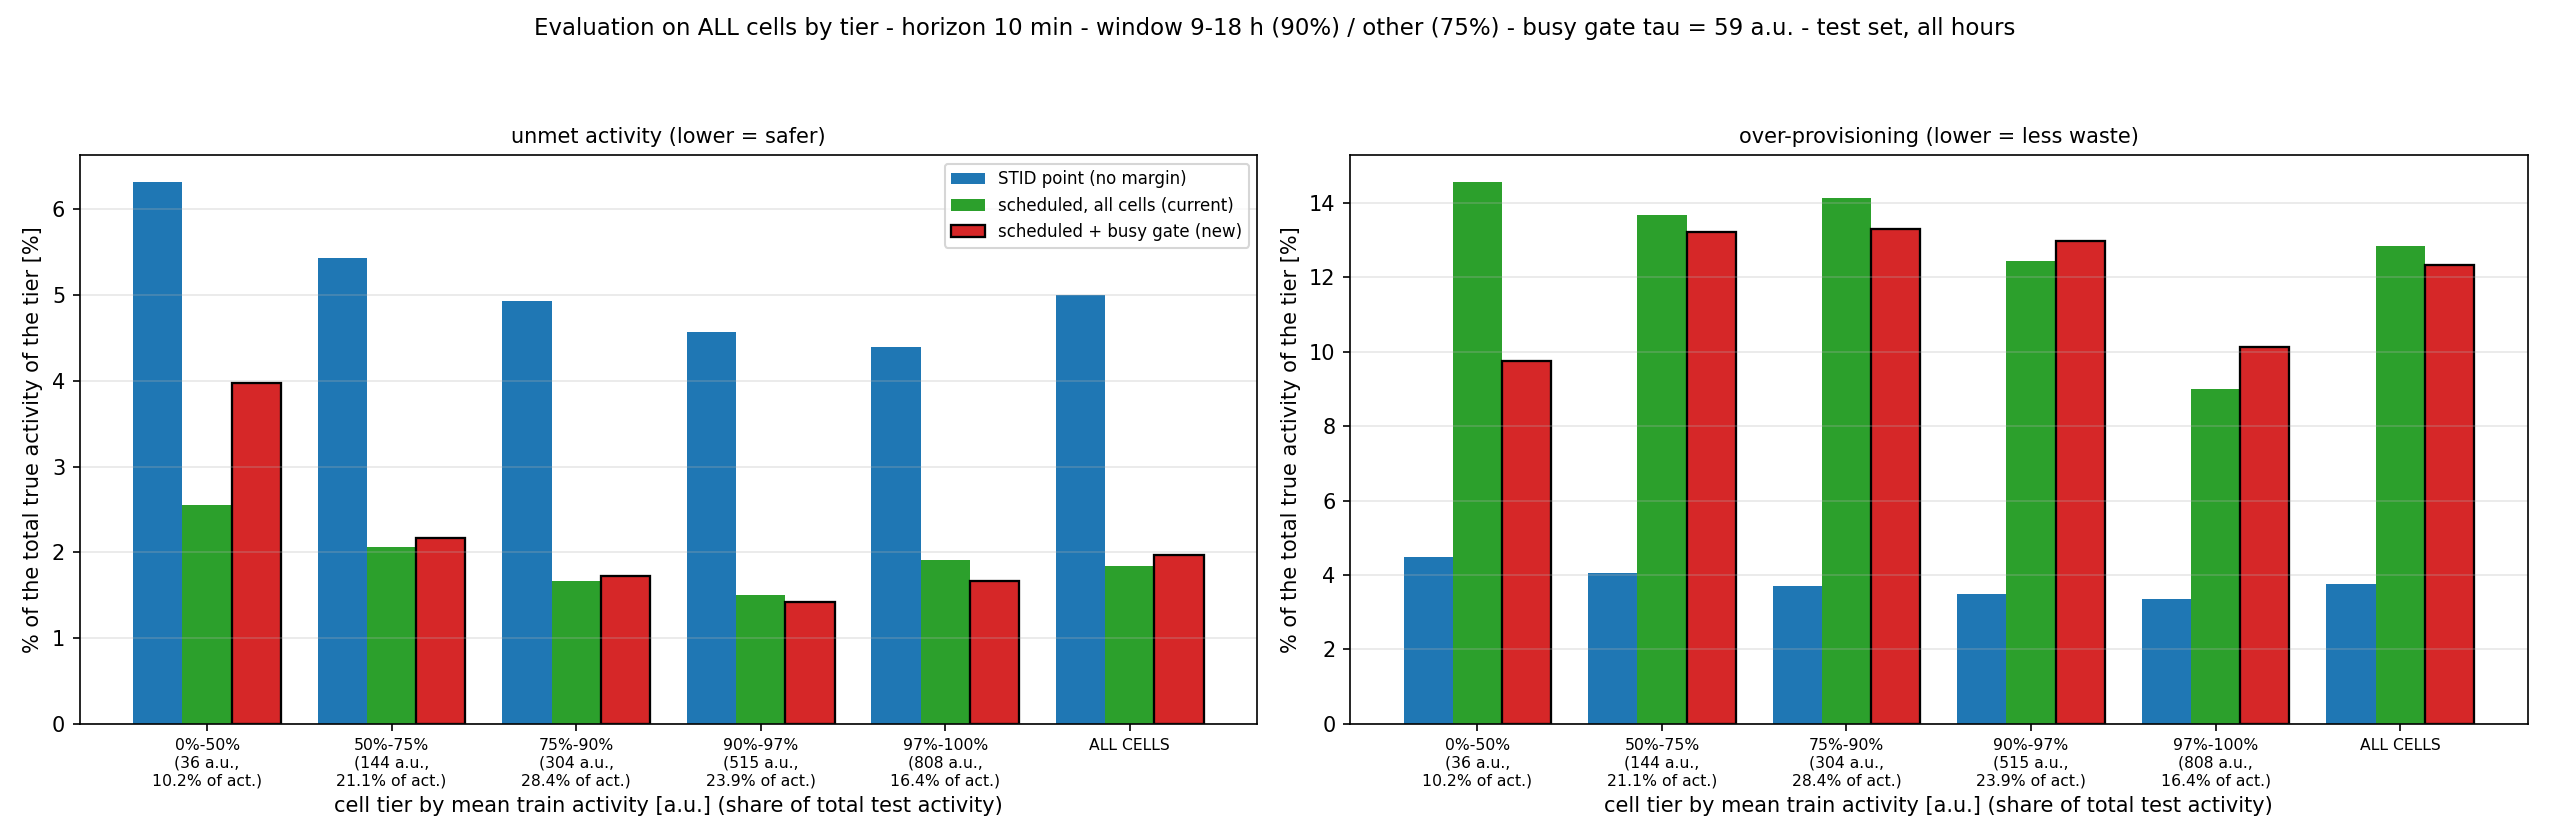 Evaluation on ALL cells by tier - horizon 10 min - window 9-18 h (90%) / other (75%) - busy gate tau = 59 a.u. - test set, all hours
unmet activity (lower = safer)
% of the total true activity of the tier [%]
6
5
4
3
2
1
0
STID point (no margin)
scheduled, all cells (current)
scheduled + busy gate (new)
0%-50%
(36 a.u.,
10.2% of act.)
50%-75%
(144 a.u.,
21.1% of act.)
75%-90%
(304 a.u.,
28.4% of act.)
90%-97%
(515 a.u.,
23.9% of act.)
97%-100%
(808 a.u.,
16.4% of act.)
ALL CELLS
cell tier by mean train activity [a.u.] (share of total test activity)
over-provisioning (lower = less waste)
% of the total true activity of the tier [%]
14
12
10
8
6
4
2
0
0%-50%
(36 a.u.,
10.2% of act.)
50%-75%
(144 a.u.,
21.1% of act.)
75%-90%
(304 a.u.,
28.4% of act.)
90%-97%
(515 a.u.,
23.9% of act.)
97%-100%
(808 a.u.,
16.4% of act.)
ALL CELLS
cell tier by mean train activity [a.u.] (share of total test activity)